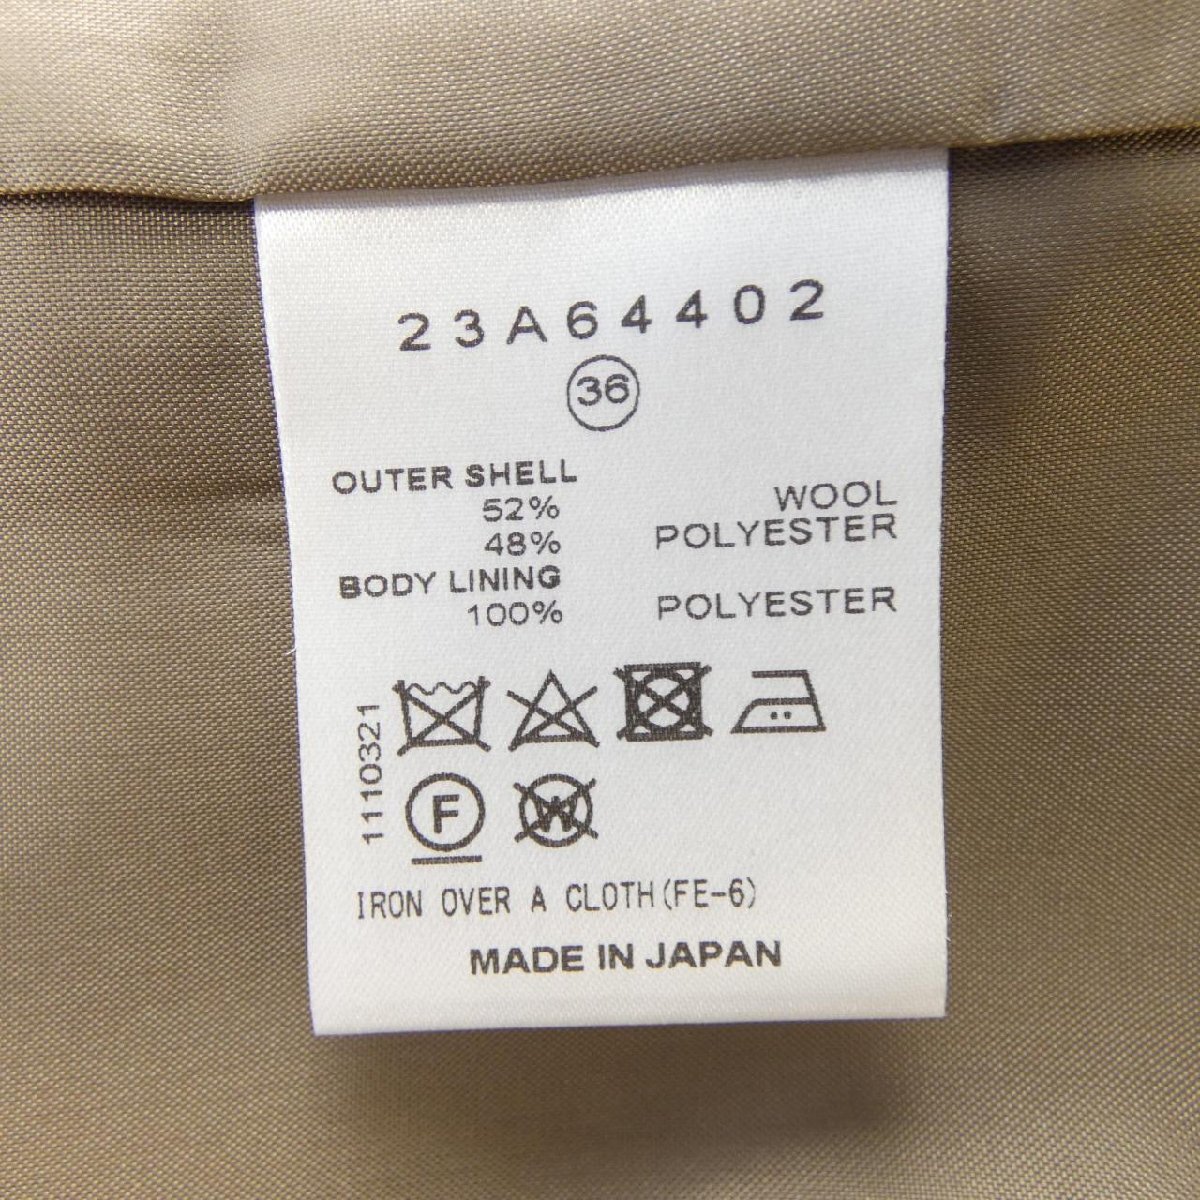 23A64402
36
OUTER SHELL
52% WOOL
48% POLYESTER
BODY LINING
100% POLYESTER
1110321
F W
IRON OVER A CLOTH(FE-6)
MADE IN JAPAN